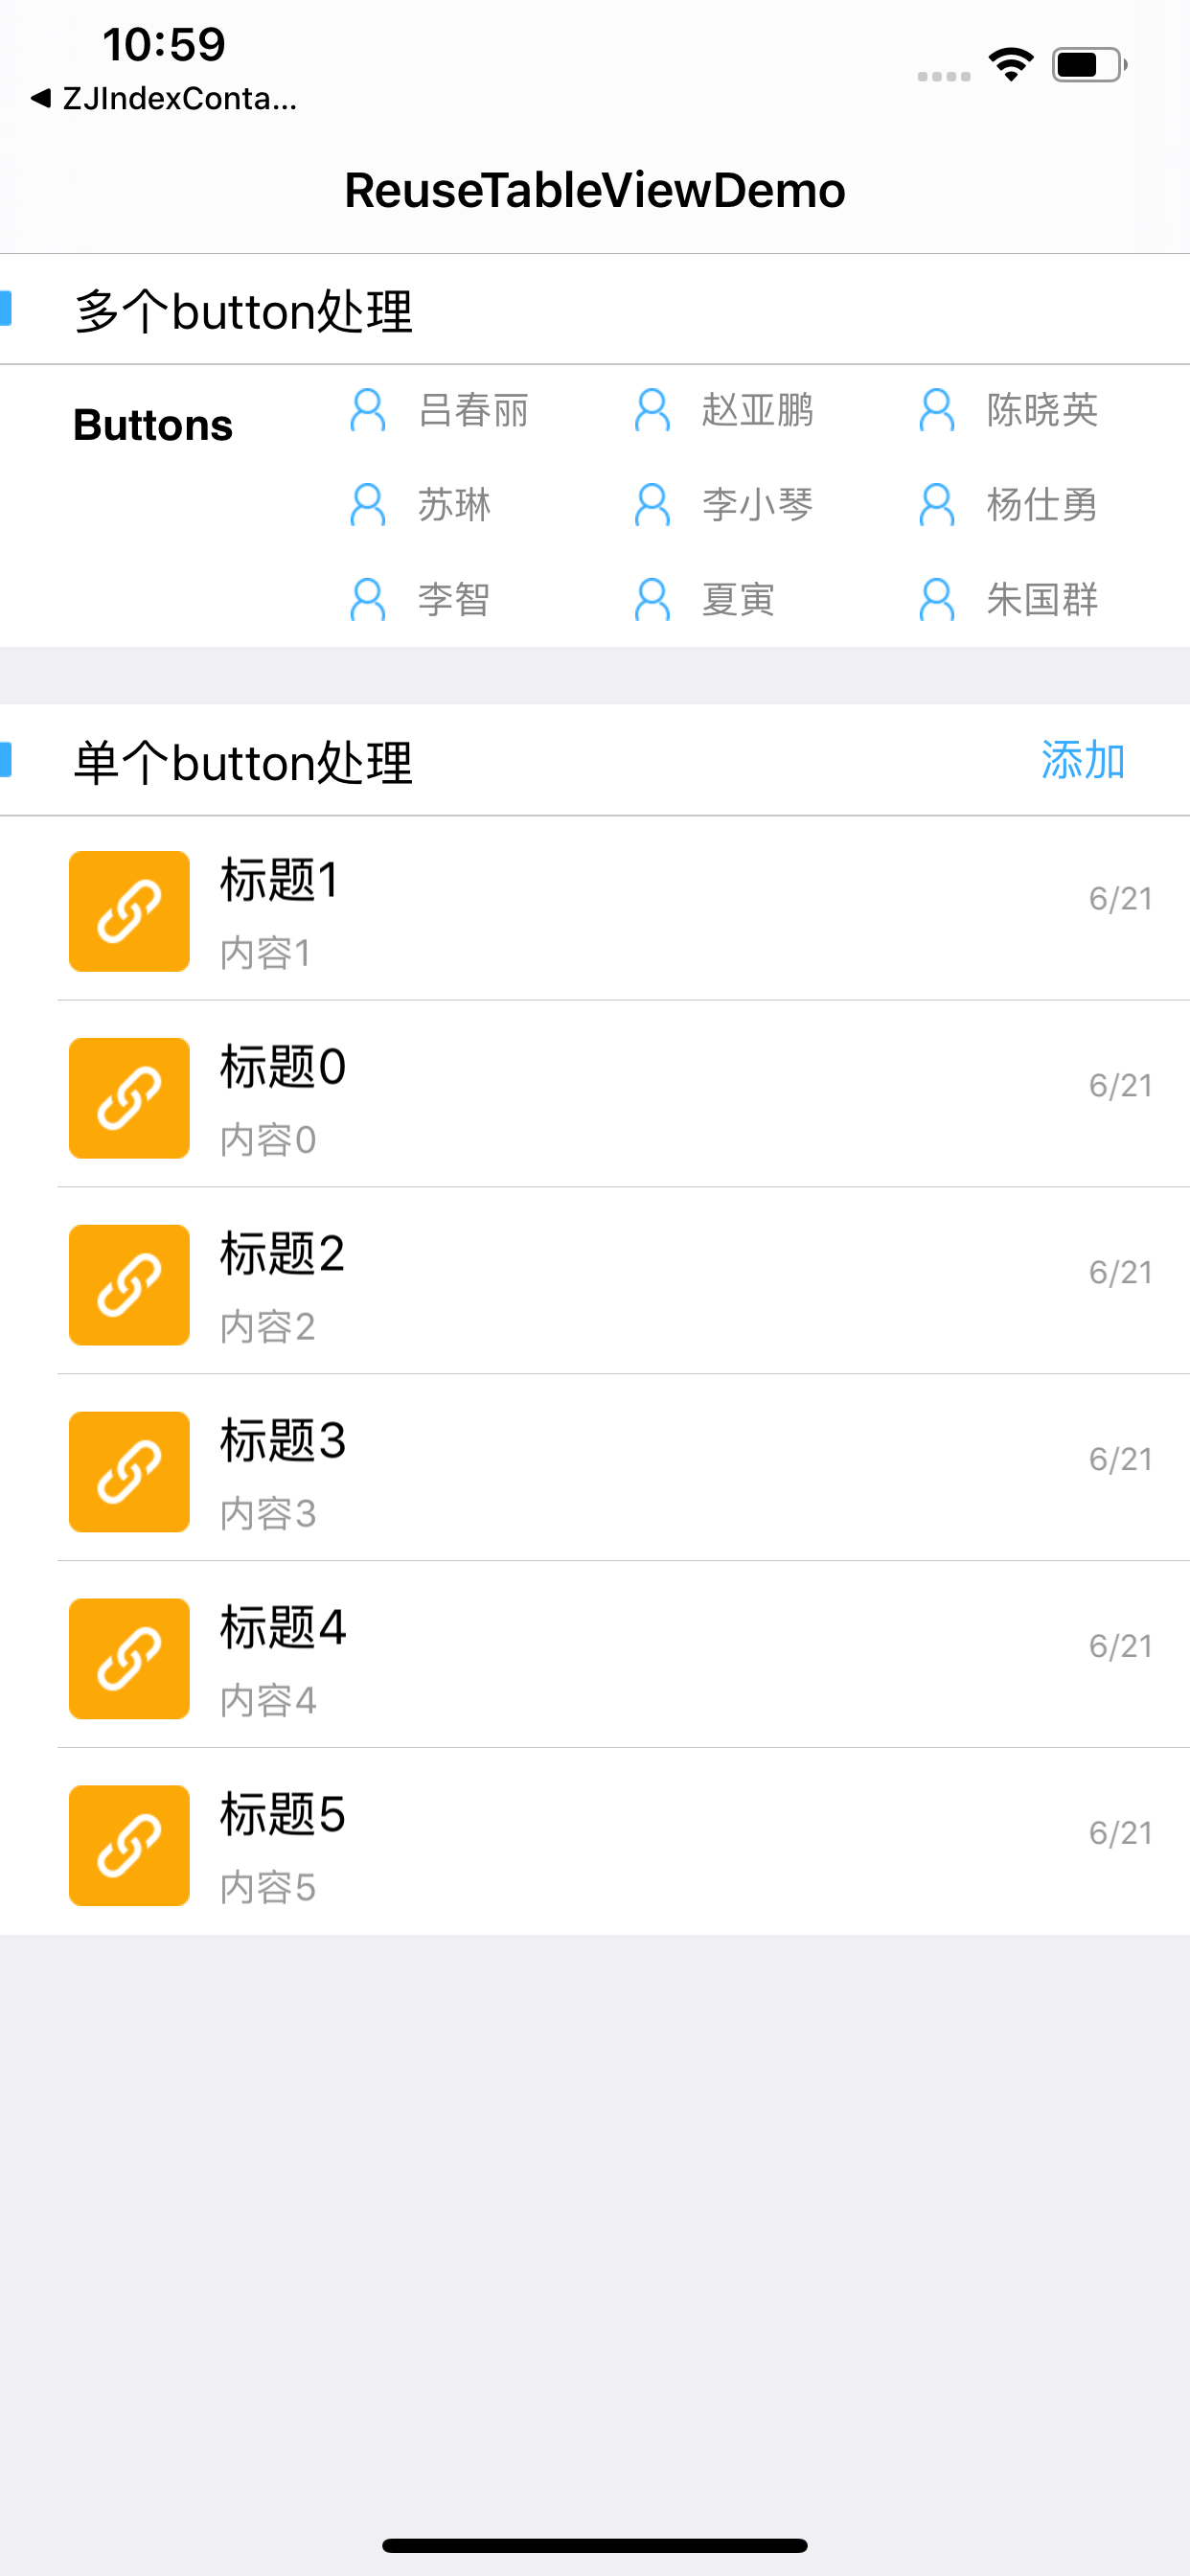 10:59
◀ ZJIndexConta...
ReuseTableViewDemo
多个button处理
Buttons
吕春丽 赵亚鹏 陈晓英
苏琳 李小琴 杨仕勇
李智 夏寅 朱国群
单个button处理 添加
标题1
6/21
内容1
标题0
6/21
内容0
标题2
6/21
内容2
标题3
6/21
内容3
标题4
6/21
内容4
标题5
6/21
内容5